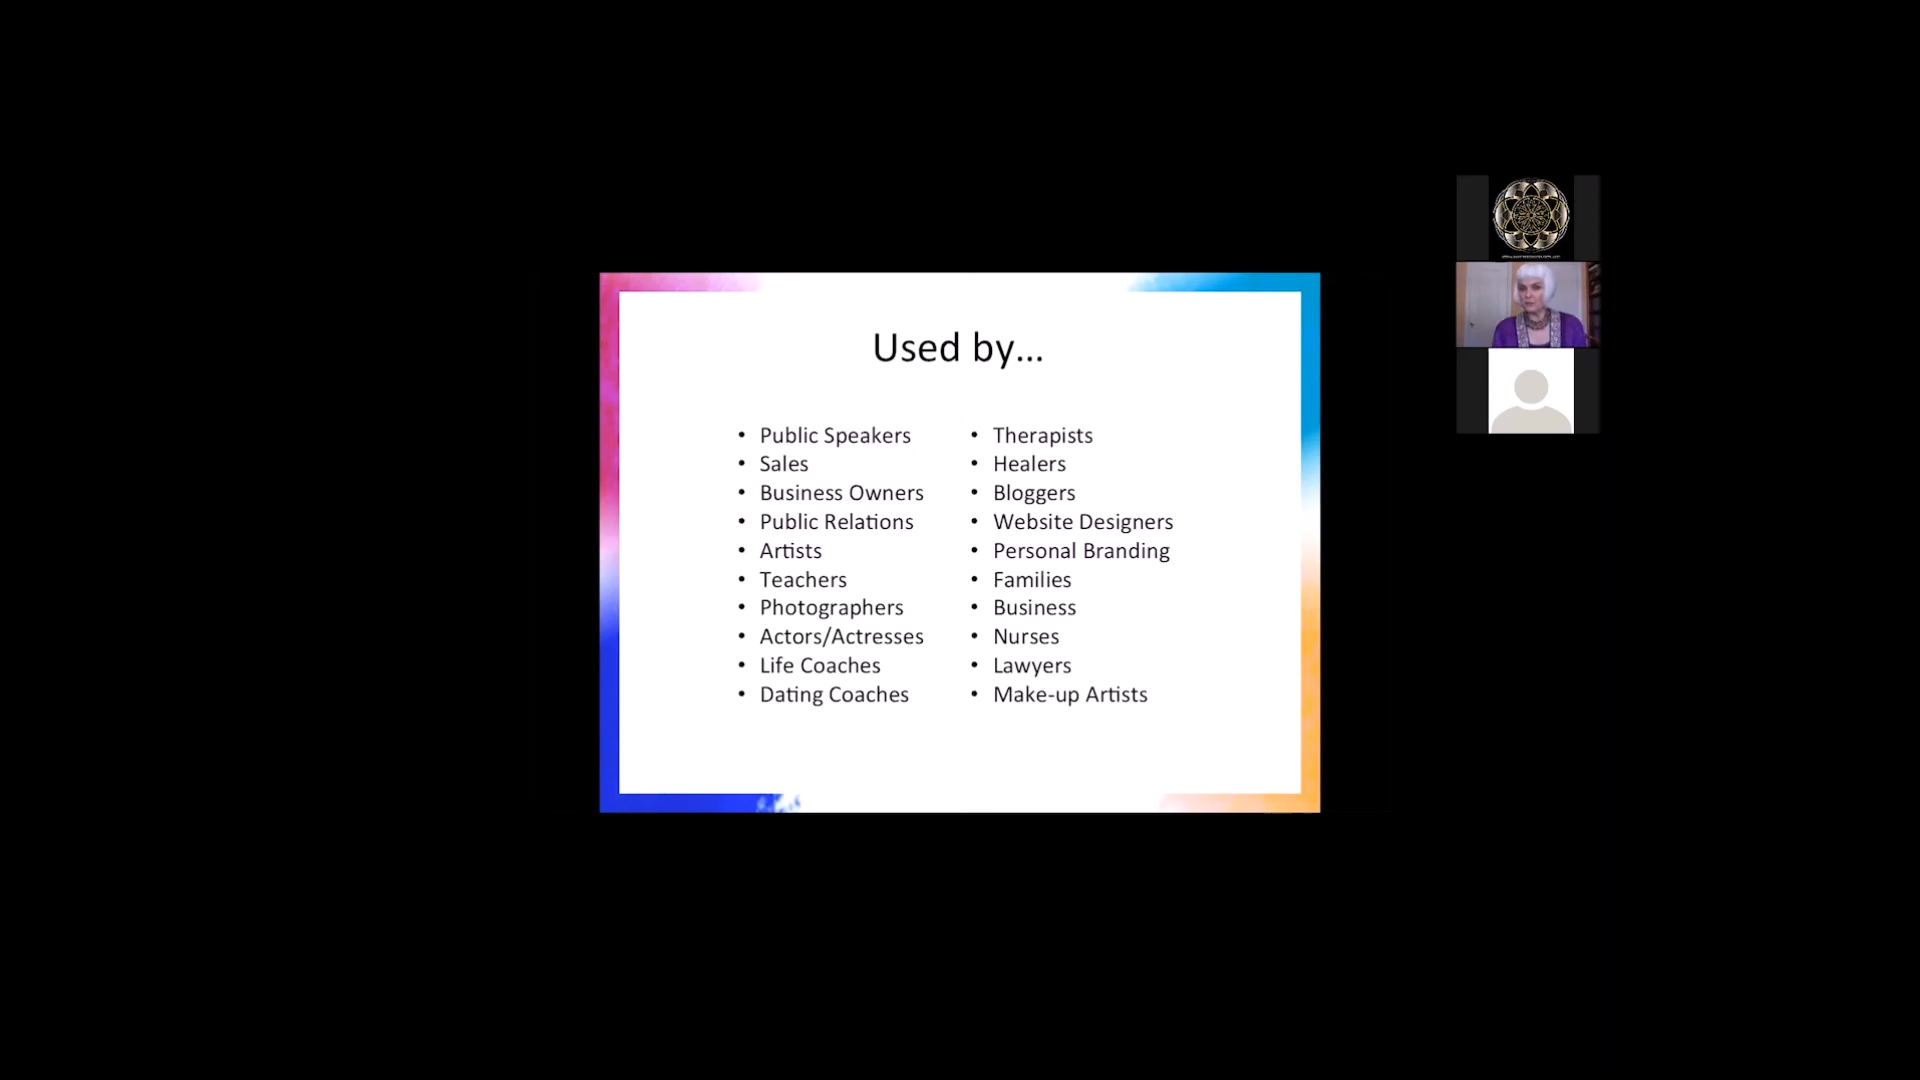 Used by...
• Public Speakers
• Sales
• Business Owners
• Public Relations
• Artists
• Teachers
• Photographers
• Actors/Actresses
• Life Coaches
• Dating Coaches
• Therapists
• Healers
• Bloggers
• Website Designers
• Personal Branding
• Families
• Business
• Nurses
• Lawyers
• Make-up Artists